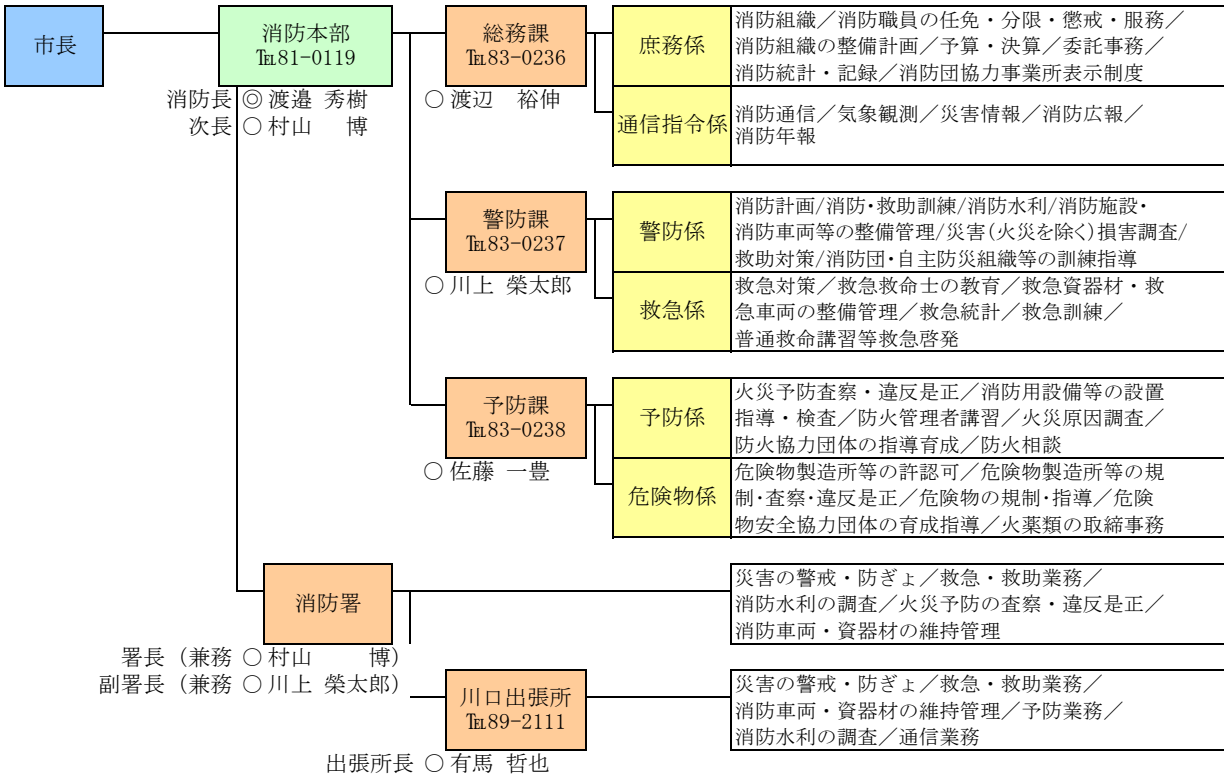 市長
消防本部
℡81-0119
消防長 ◎ 渡邉 秀樹
次長 ○ 村山 博
総務課
℡83-0236
○ 渡辺 裕伸
庶務係
消防組織／消防職員の任免・分限・懲戒・服務／
消防組織の整備計画／予算・決算／委託事務／
消防統計・記録／消防団協力事業所表示制度
通信指令係
消防通信／気象観測／災害情報／消防広報／
消防年報
警防課
℡83-0237
○ 川上 榮太郎
警防係
消防計画/消防・救助訓練/消防水利/消防施設・
消防車両等の整備管理/災害（火災を除く）損害調査/
救助対策/消防団・自主防災組織等の訓練指導
救急係
救急対策／救急救命士の教育／救急資器材・救
急車両の整備管理／救急統計／救急訓練／
普通救命講習等救急啓発
予防課
℡83-0238
○ 佐藤 一豊
予防係
火災予防査察・違反是正／消防用設備等の設置
指導・検査／防火管理者講習／火災原因調査／
防火協力団体の指導育成／防火相談
危険物係
危険物製造所等の許認可／危険物製造所等の規
制・査察・違反是正／危険物の規制・指導／危険
物安全協力団体の育成指導／火薬類の取締事務
消防署
署長（兼務 ○ 村山 博）
副署長（兼務 ○ 川上 榮太郎）
災害の警戒・防ぎょ／救急・救助業務／
消防水利の調査／火災予防の査察・違反是正／
消防車両・資器材の維持管理
川口出張所
℡89-2111
出張所長 ○ 有馬 哲也
災害の警戒・防ぎょ／救急・救助業務／
消防車両・資器材の維持管理／予防業務／
消防水利の調査／通信業務